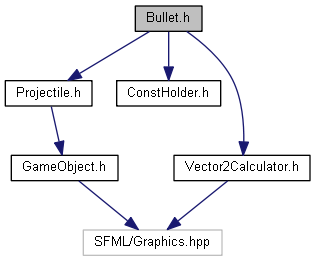 Bullet.h
Projectile.h
ConstHolder.h
GameObject.h
Vector2Calculator.h
SFML/Graphics.hpp